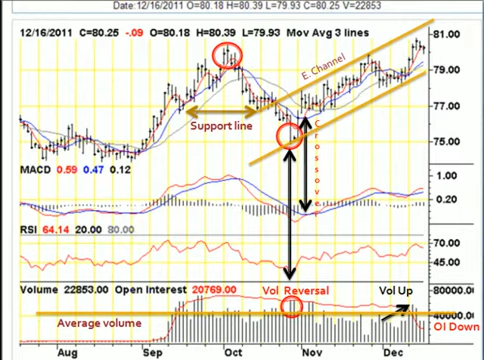 Date:12/16/2011 O=80.18 H=80.39 L=79.93 C=80.25 V=22853
12/16/2011 C=80.25 -.09 O=80.18 H=80.39 L=79.93 Mov Avg 3 lines
81.00
E. Channel
79.00
Support line
77.00
Crossover
75.00
MACD 0.59 0.47 0.12
1.00
0.20
RSI 64.14 20.00 80.00
70.00
45.00
Volume 22853.00 Open Interest 20769.00
Vol Reversal
Vol Up
80000.0
Average volume
40000.0
OI Down
Aug Sep Oct Nov Dec